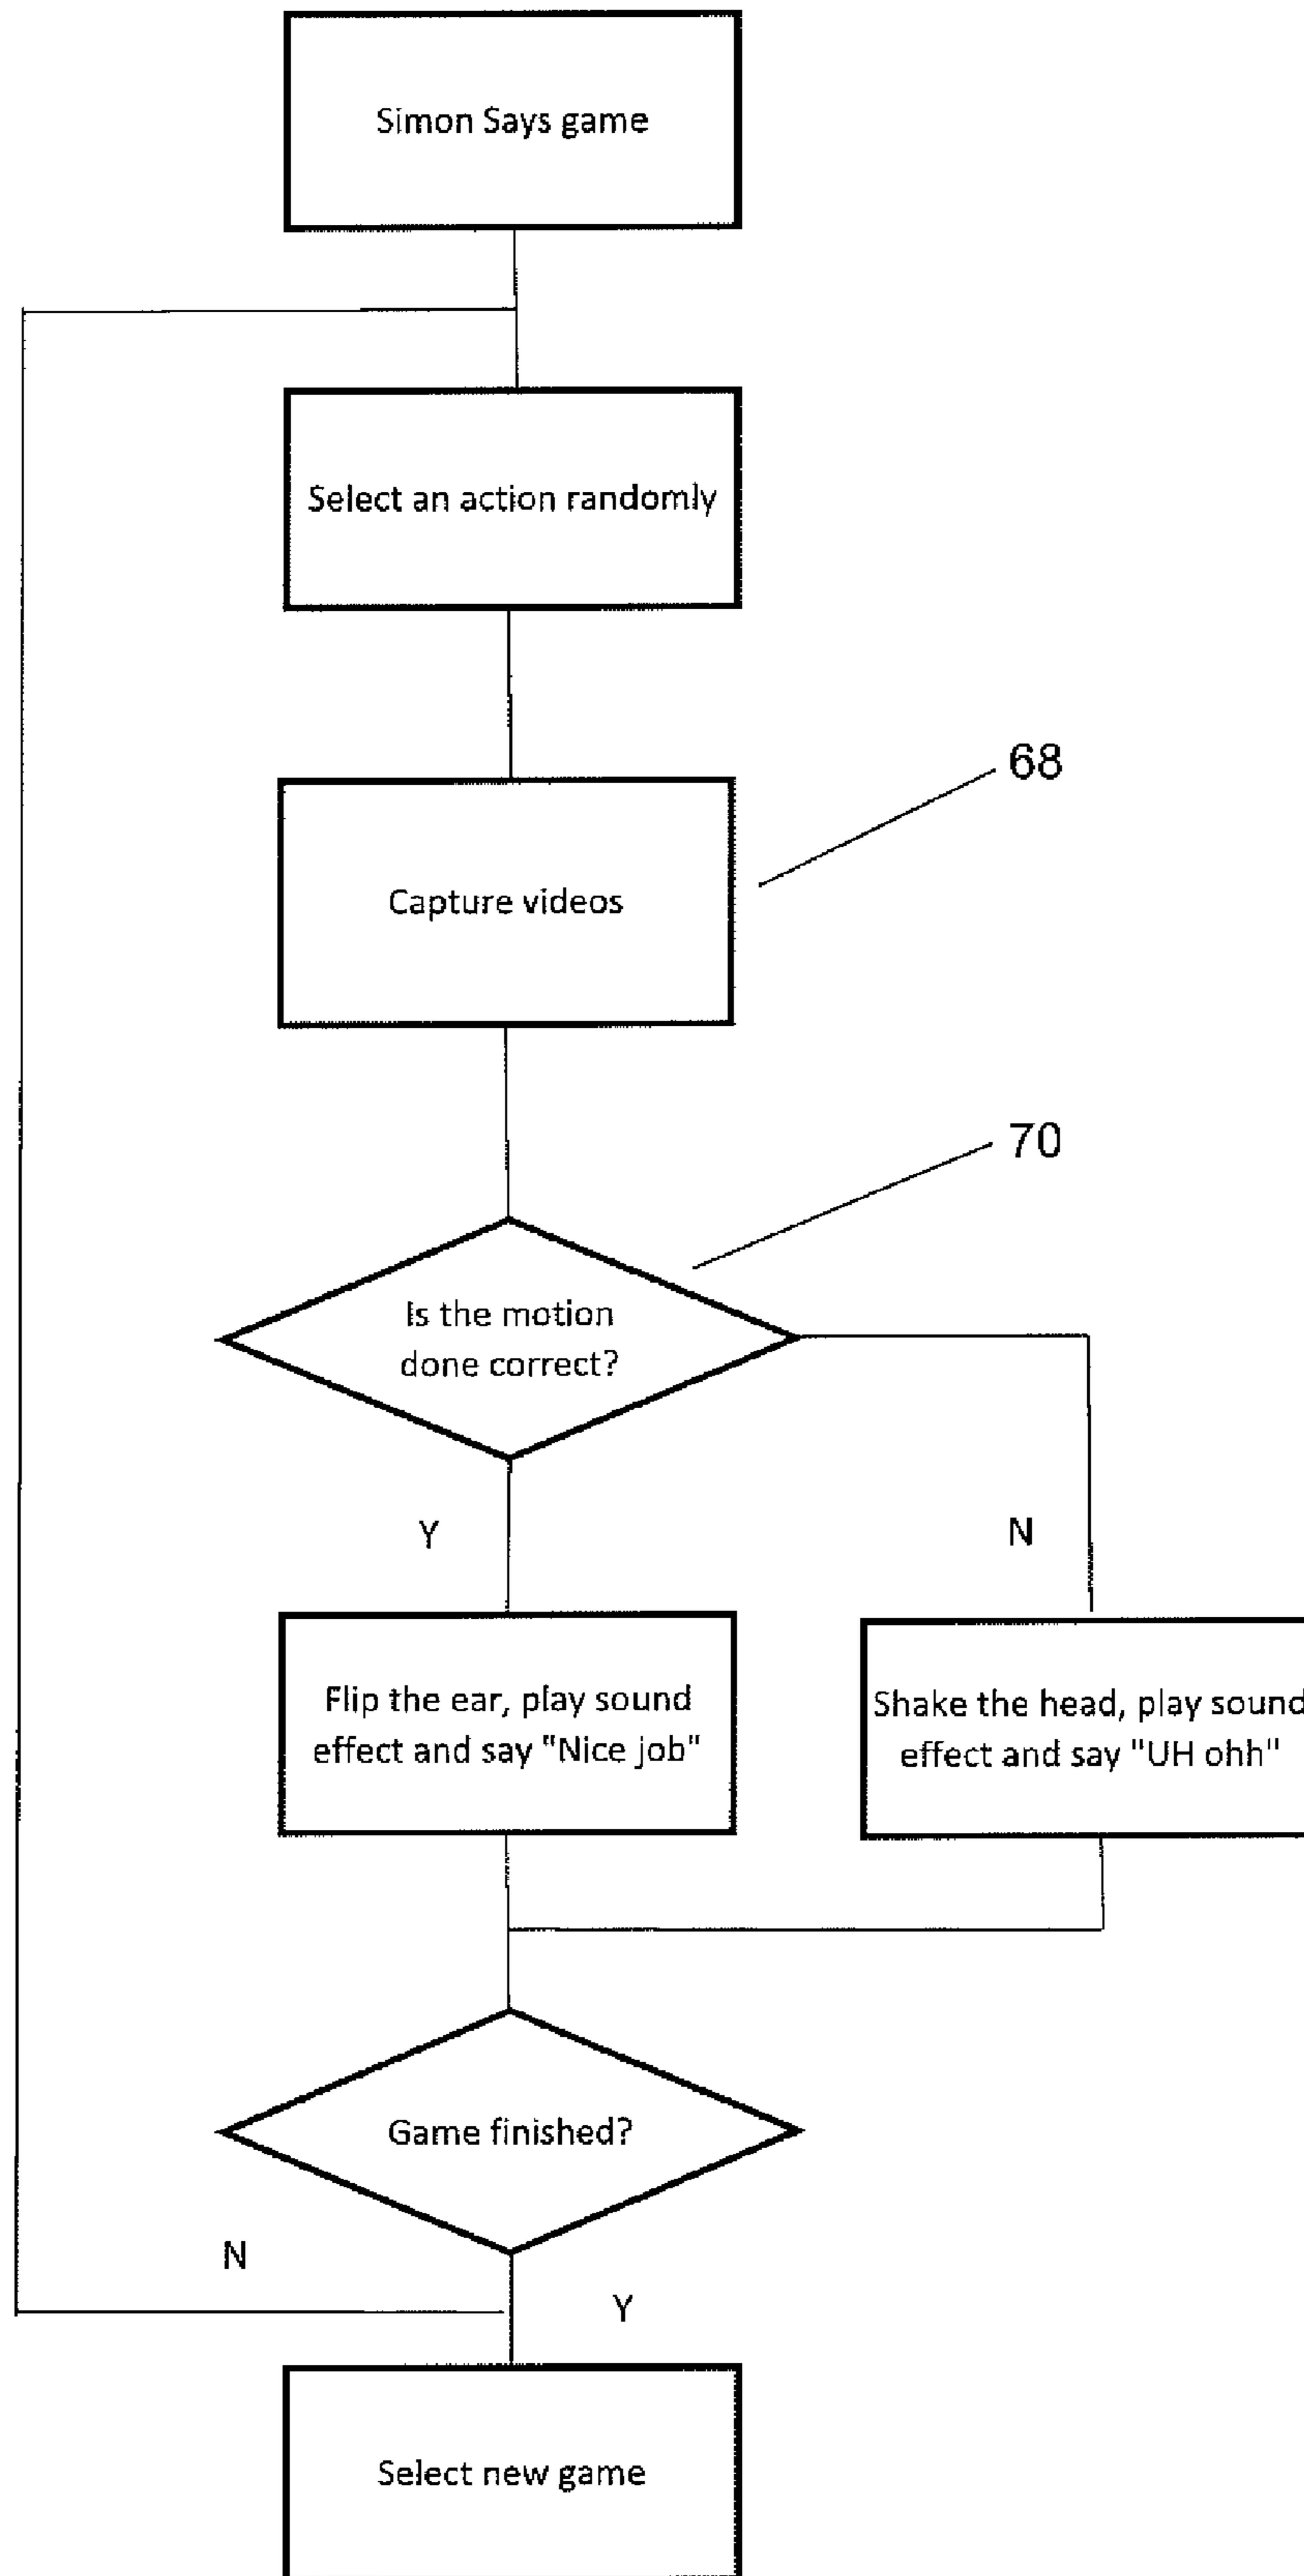 Simon Says game
Select an action randomly
68
Capture videos
70
Is the motion
done correct?
Y
N
Flip the ear, play sound
effect and say "Nice job"
Shake the head, play sound
effect and say "UH ohh"
Game finished?
N
Y
Select new game